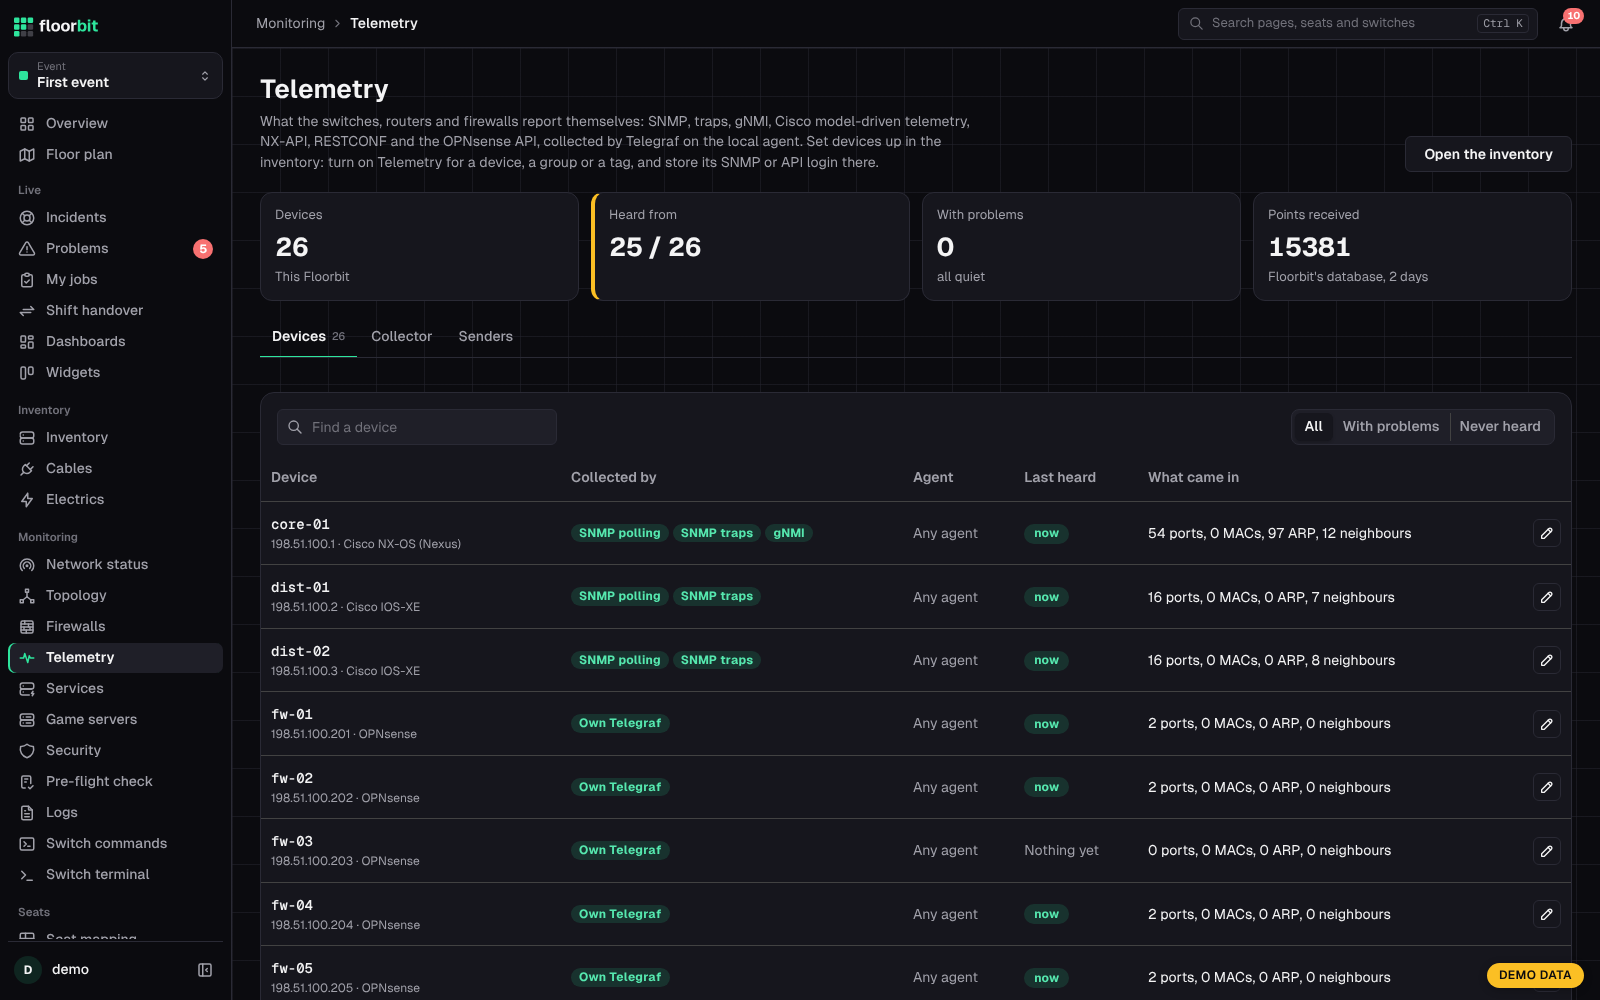 floorbit
Event
First event
Overview
Floor plan
Live
Incidents
Problems 5
My jobs
Shift handover
Dashboards
Widgets
Inventory
Inventory
Cables
Electrics
Monitoring
Network status
Topology
Firewalls
Telemetry
Services
Game servers
Security
Pre-flight check
Logs
Switch commands
Switch terminal
Seats
Seat mapping
D demo
Monitoring > Telemetry
Search pages, seats and switches Ctrl K
10
Telemetry
What the switches, routers and firewalls report themselves: SNMP, traps, gNMI, Cisco model-driven telemetry,
NX-API, RESTCONF and the OPNsense API, collected by Telegraf on the local agent. Set devices up in the
inventory: turn on Telemetry for a device, a group or a tag, and store its SNMP or API login there.
Open the inventory
Devices
26
This Floorbit
Heard from
25 / 26
With problems
0
all quiet
Points received
15381
Floorbit's database, 2 days
Devices 26 Collector Senders
Find a device
All With problems Never heard
Device Collected by Agent Last heard What came in
core-01
198.51.100.1 · Cisco NX-OS (Nexus)
SNMP polling SNMP traps gNMI Any agent now 54 ports, 0 MACs, 97 ARP, 12 neighbours
dist-01
198.51.100.2 · Cisco IOS-XE
SNMP polling SNMP traps Any agent now 16 ports, 0 MACs, 0 ARP, 7 neighbours
dist-02
198.51.100.3 · Cisco IOS-XE
SNMP polling SNMP traps Any agent now 16 ports, 0 MACs, 0 ARP, 8 neighbours
fw-01
198.51.100.201 · OPNsense
Own Telegraf Any agent now 2 ports, 0 MACs, 0 ARP, 0 neighbours
fw-02
198.51.100.202 · OPNsense
Own Telegraf Any agent now 2 ports, 0 MACs, 0 ARP, 0 neighbours
fw-03
198.51.100.203 · OPNsense
Own Telegraf Any agent Nothing yet 0 ports, 0 MACs, 0 ARP, 0 neighbours
fw-04
198.51.100.204 · OPNsense
Own Telegraf Any agent now 2 ports, 0 MACs, 0 ARP, 0 neighbours
fw-05
198.51.100.205 · OPNsense
Own Telegraf Any agent now 2 ports, 0 MACs, 0 ARP, 0 neighbours
DEMO DATA